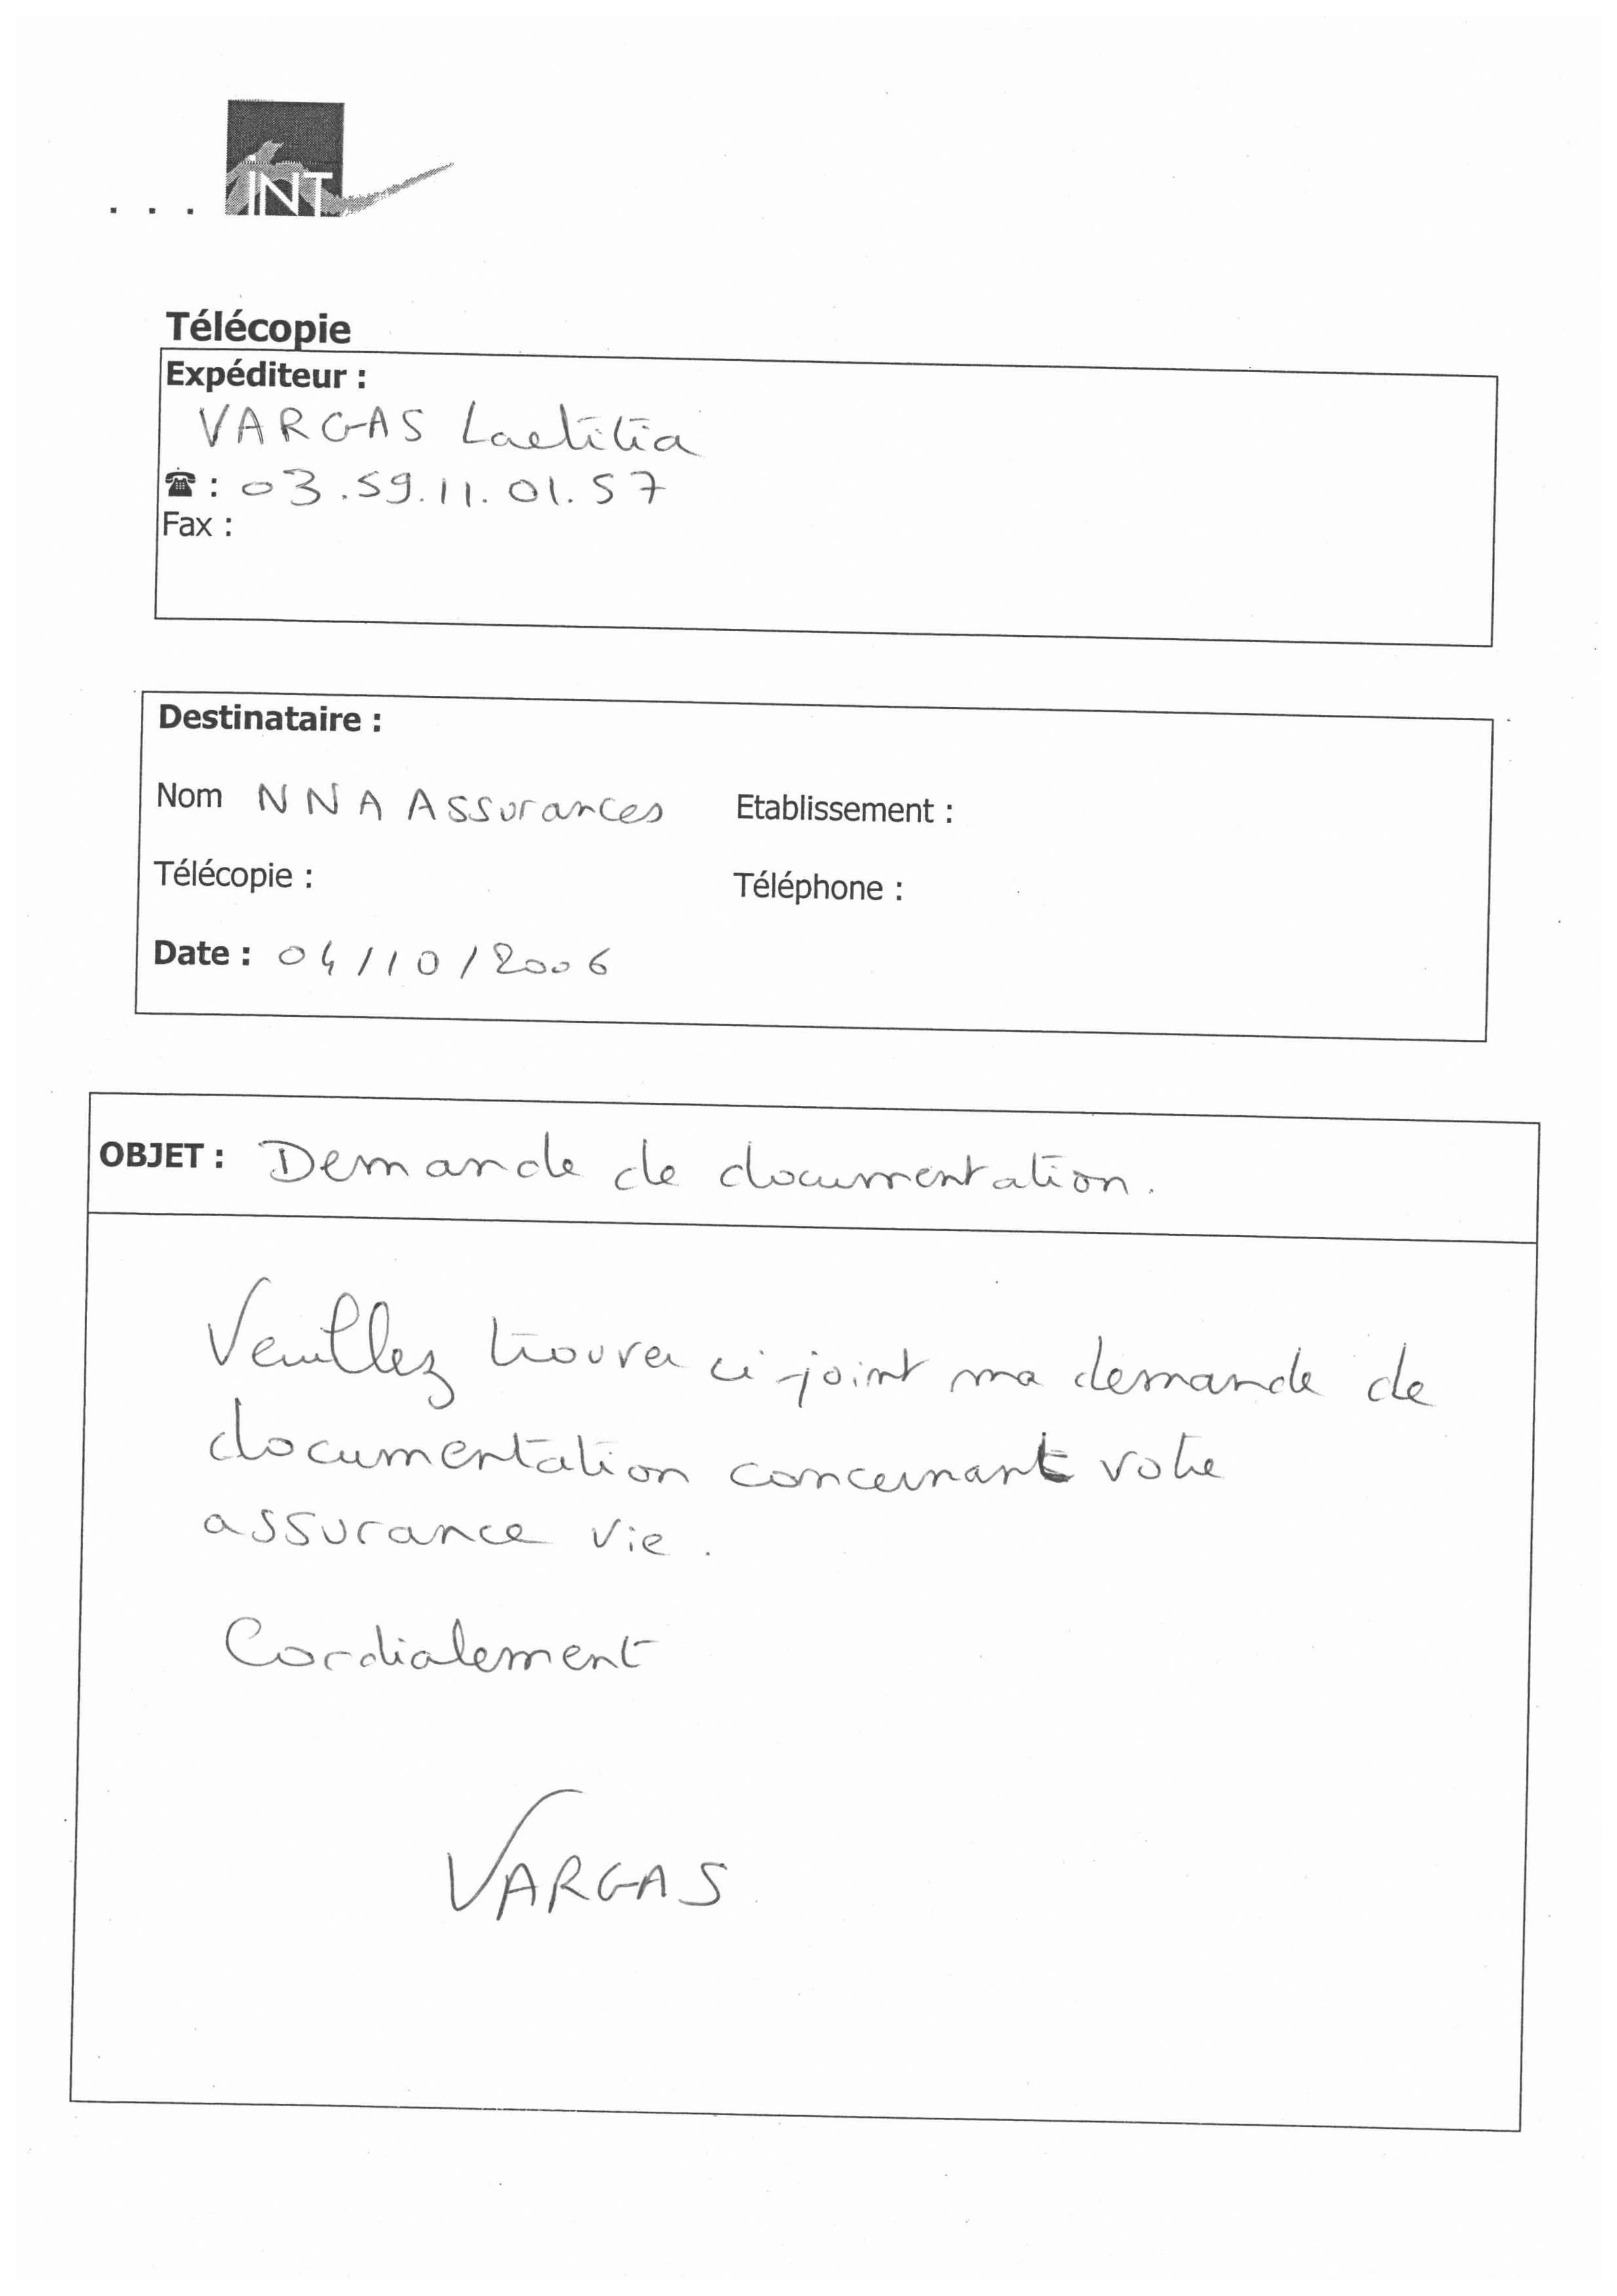 . . . INT
Télécopie
Expéditeur :
VARGAS Laetitia
☎ : 03.59.11.01.57
Fax :
Destinataire :
Nom NNA Assurances Etablissement :
Télécopie : Téléphone :
Date : 04/10/2006
OBJET : Demande de documentation.
Veuillez trouver ci-joint ma demande de
documentation concernant votre
assurance vie.
Cordialement
VARGAS